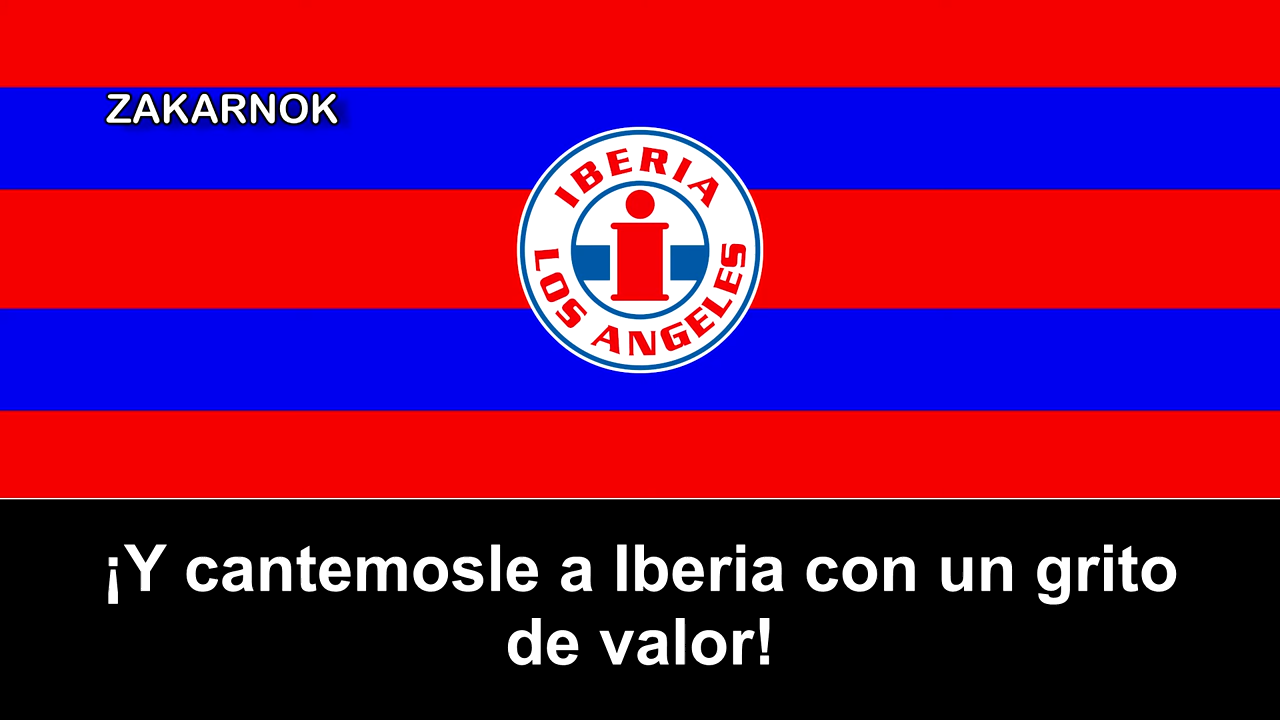 ZAKARNOK
IBERIA
LOS ANGELES
i
¡Y cantemosle a Iberia con un grito
de valor!